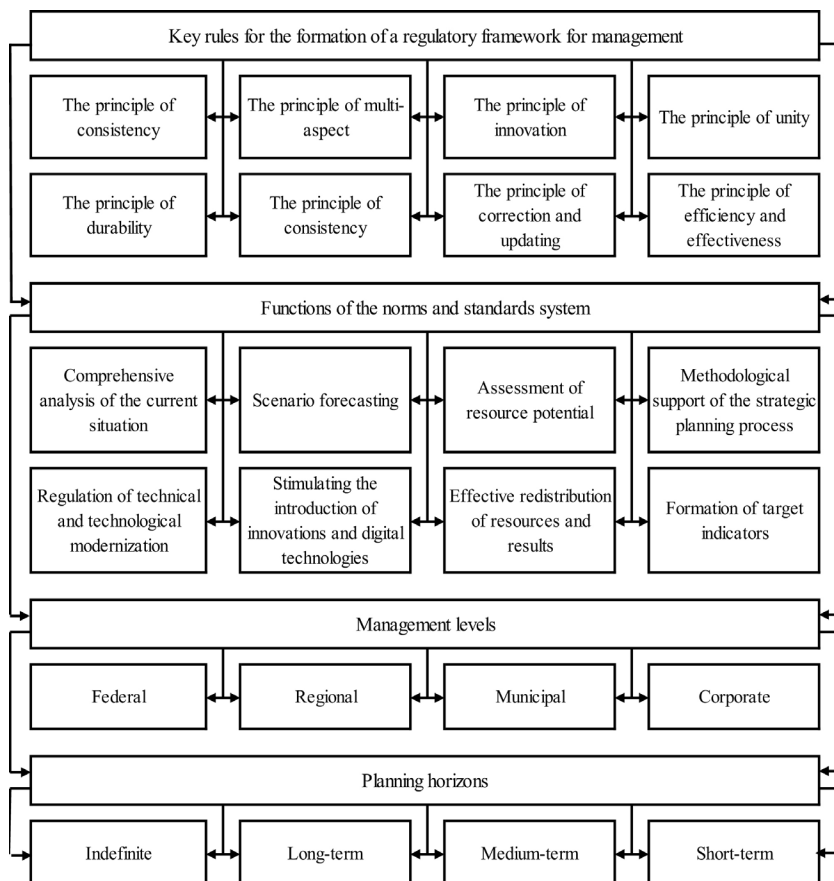 Key rules for the formation of a regulatory framework for management
The principle of
consistency
The principle of multi-
aspect
The principle of
innovation
The principle of unity
The principle of
durability
The principle of
consistency
The principle of
correction and
updating
The principle of
efficiency and
effectiveness
Functions of the norms and standards system
Comprehensive
analysis of the current
situation
Scenario forecasting
Assessment of
resource potential
Methodological
support of the strategic
planning process
Regulation of technical
and technological
modernization
Stimulating the
introduction of
innovations and digital
technologies
Effective redistribution
of resources and
results
Formation of target
indicators
Management levels
Federal
Regional
Municipal
Corporate
Planning horizons
Indefinite
Long-term
Medium-term
Short-term